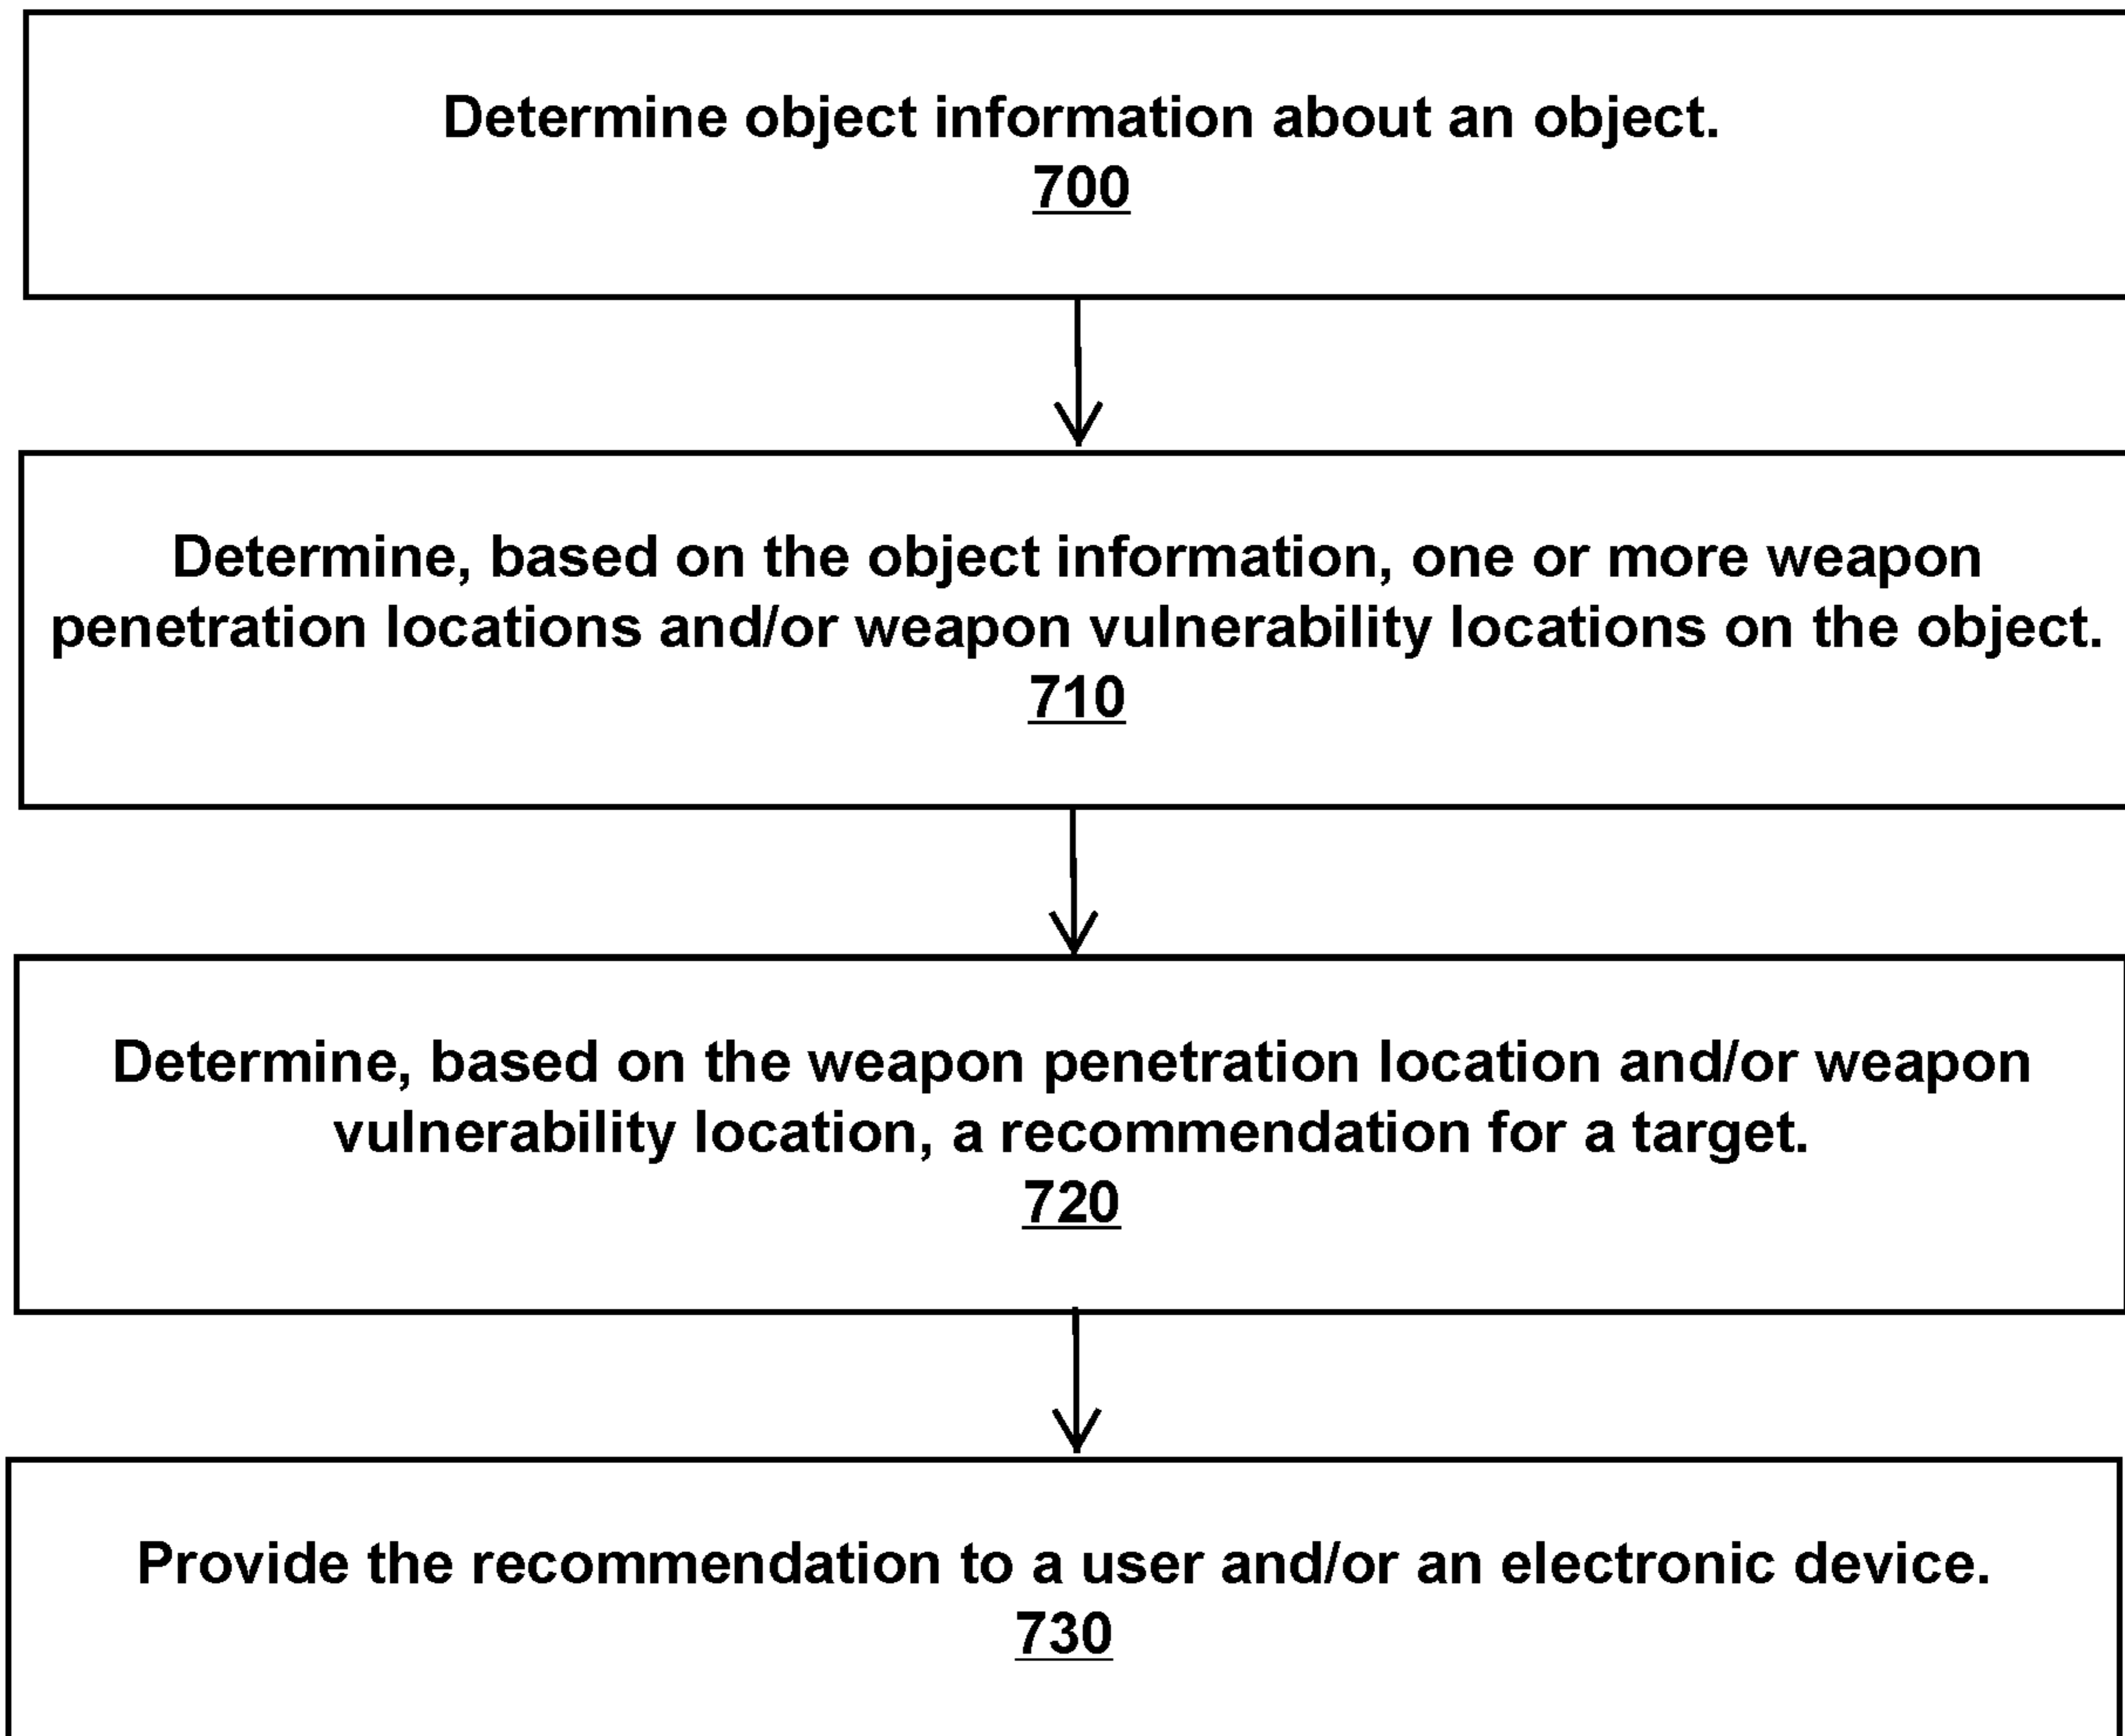 Determine object information about an object.
700
Determine, based on the object information, one or more weapon
penetration locations and/or weapon vulnerability locations on the object.
710
Determine, based on the weapon penetration location and/or weapon
vulnerability location, a recommendation for a target.
720
Provide the recommendation to a user and/or an electronic device.
730